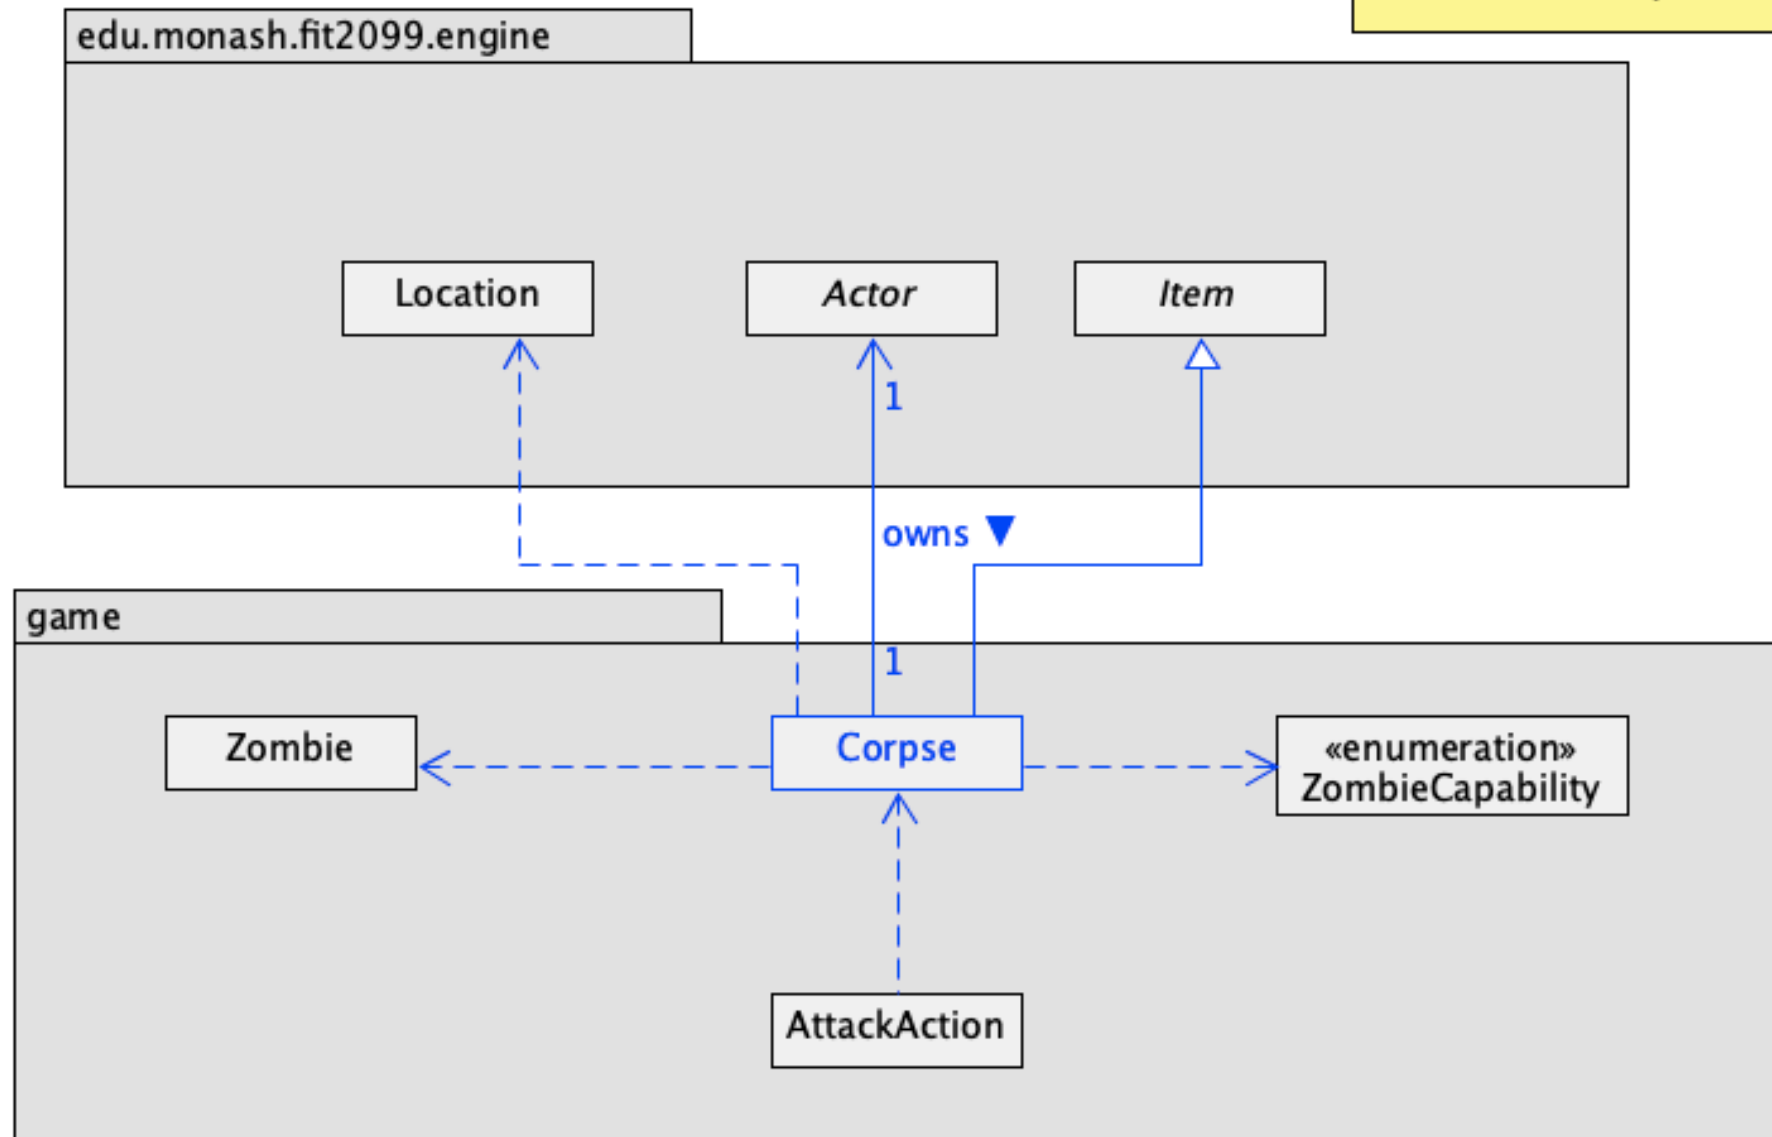 edu.monash.fit2099.engine
Location
Actor
Item
1
owns ▼
game
1
Zombie
Corpse
«enumeration»
ZombieCapability
AttackAction